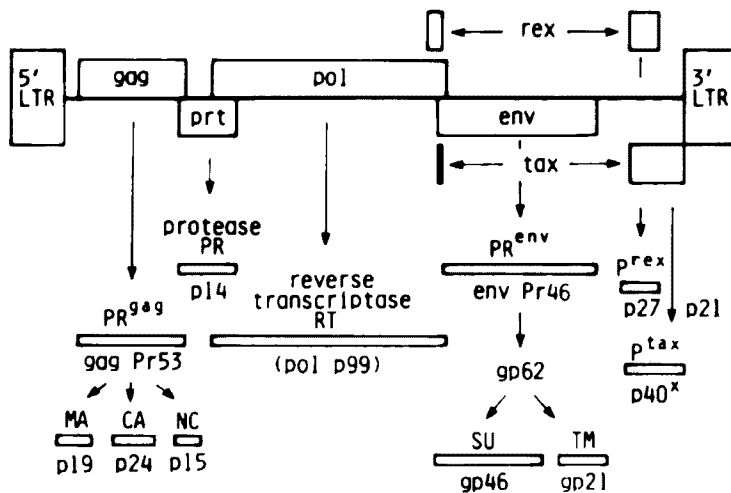 rex
5'
LTR
gag
pol
3'
LTR
prt
env
tax
protease
PR
p14
PR^env
env Pr46
reverse
transcriptase
RT
(pol p99)
p^rex
p27
p21
PR^gag
gag Pr53
gp62
p^tax
p40^x
MA
CA
NC
p19
p24
p15
SU
TM
gp46
gp21